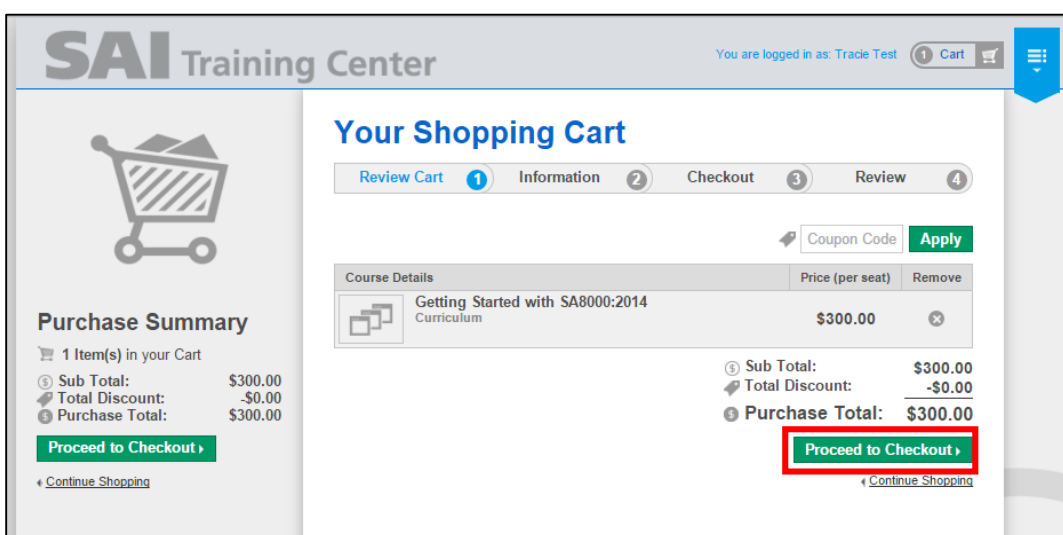 SAI Training Center
You are logged in as: Tracie Test
1 Cart
Your Shopping Cart
Review Cart 1 Information 2 Checkout 3 Review 4
Coupon Code Apply
Course Details Price (per seat) Remove
Getting Started with SA8000:2014
Curriculum
$300.00
Sub Total: $300.00
Total Discount: -$0.00
Purchase Total: $300.00
Proceed to Checkout
Continue Shopping
Purchase Summary
1 Item(s) in your Cart
Sub Total: $300.00
Total Discount: -$0.00
Purchase Total: $300.00
Proceed to Checkout
Continue Shopping